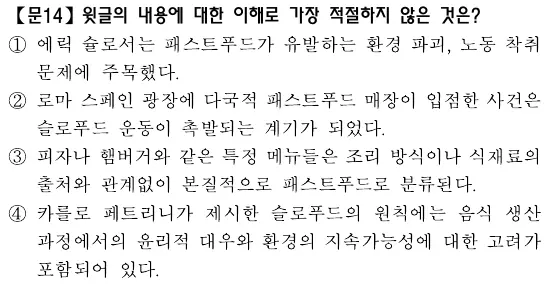 【문14】 윗글의 내용에 대한 이해로 가장 적절하지 않은 것은?
① 에릭 슐로서는 패스트푸드가 유발하는 환경 파괴, 노동 착취
문제에 주목했다.
② 로마 스페인 광장에 다국적 패스트푸드 매장이 입점한 사건은
슬로푸드 운동이 촉발되는 계기가 되었다.
③ 피자나 햄버거와 같은 특정 메뉴들은 조리 방식이나 식재료의
출처와 관계없이 본질적으로 패스트푸드로 분류된다.
④ 카를로 페트리니가 제시한 슬로푸드의 원칙에는 음식 생산
과정에서의 윤리적 대우와 환경의 지속가능성에 대한 고려가
포함되어 있다.